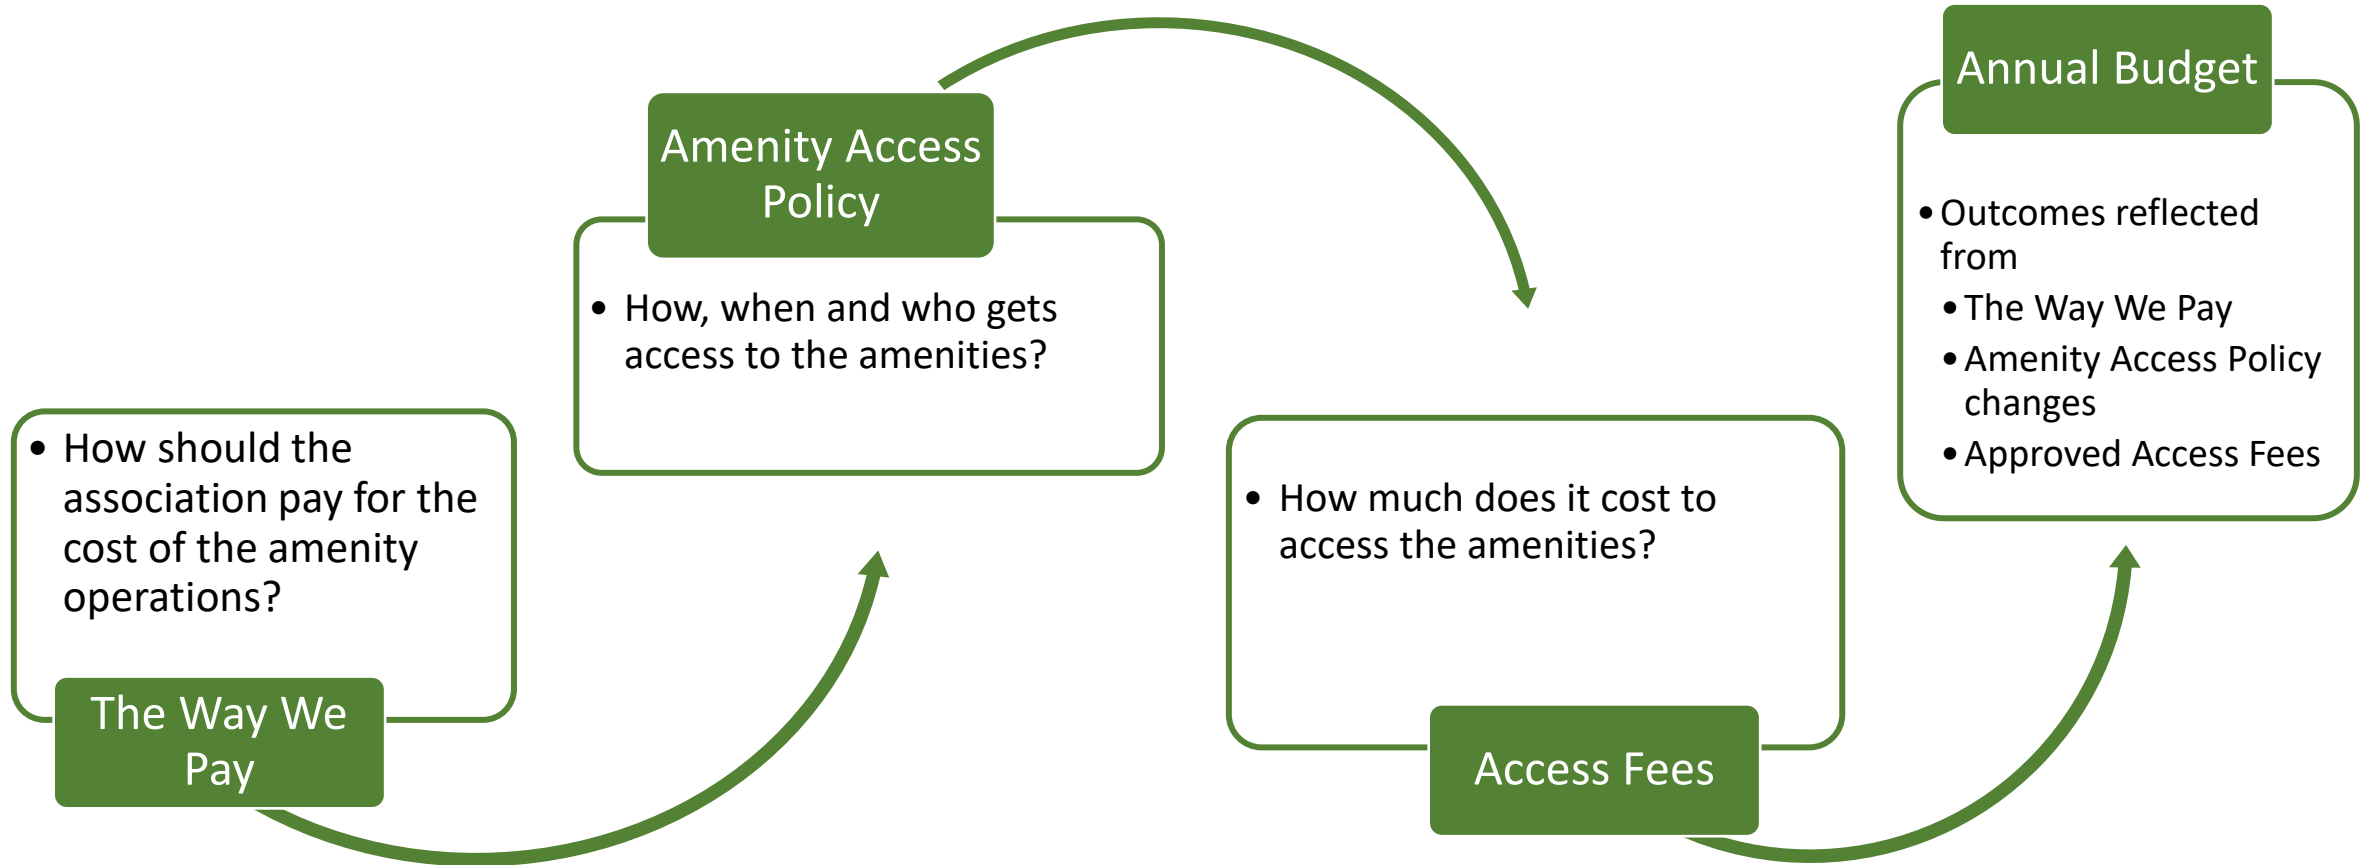 • How should the
association pay for the
cost of the amenity
operations?
The Way We
Pay
Amenity Access
Policy
• How, when and who gets
access to the amenities?
• How much does it cost to
access the amenities?
Access Fees
Annual Budget
• Outcomes reflected
from
• The Way We Pay
• Amenity Access Policy
changes
• Approved Access Fees